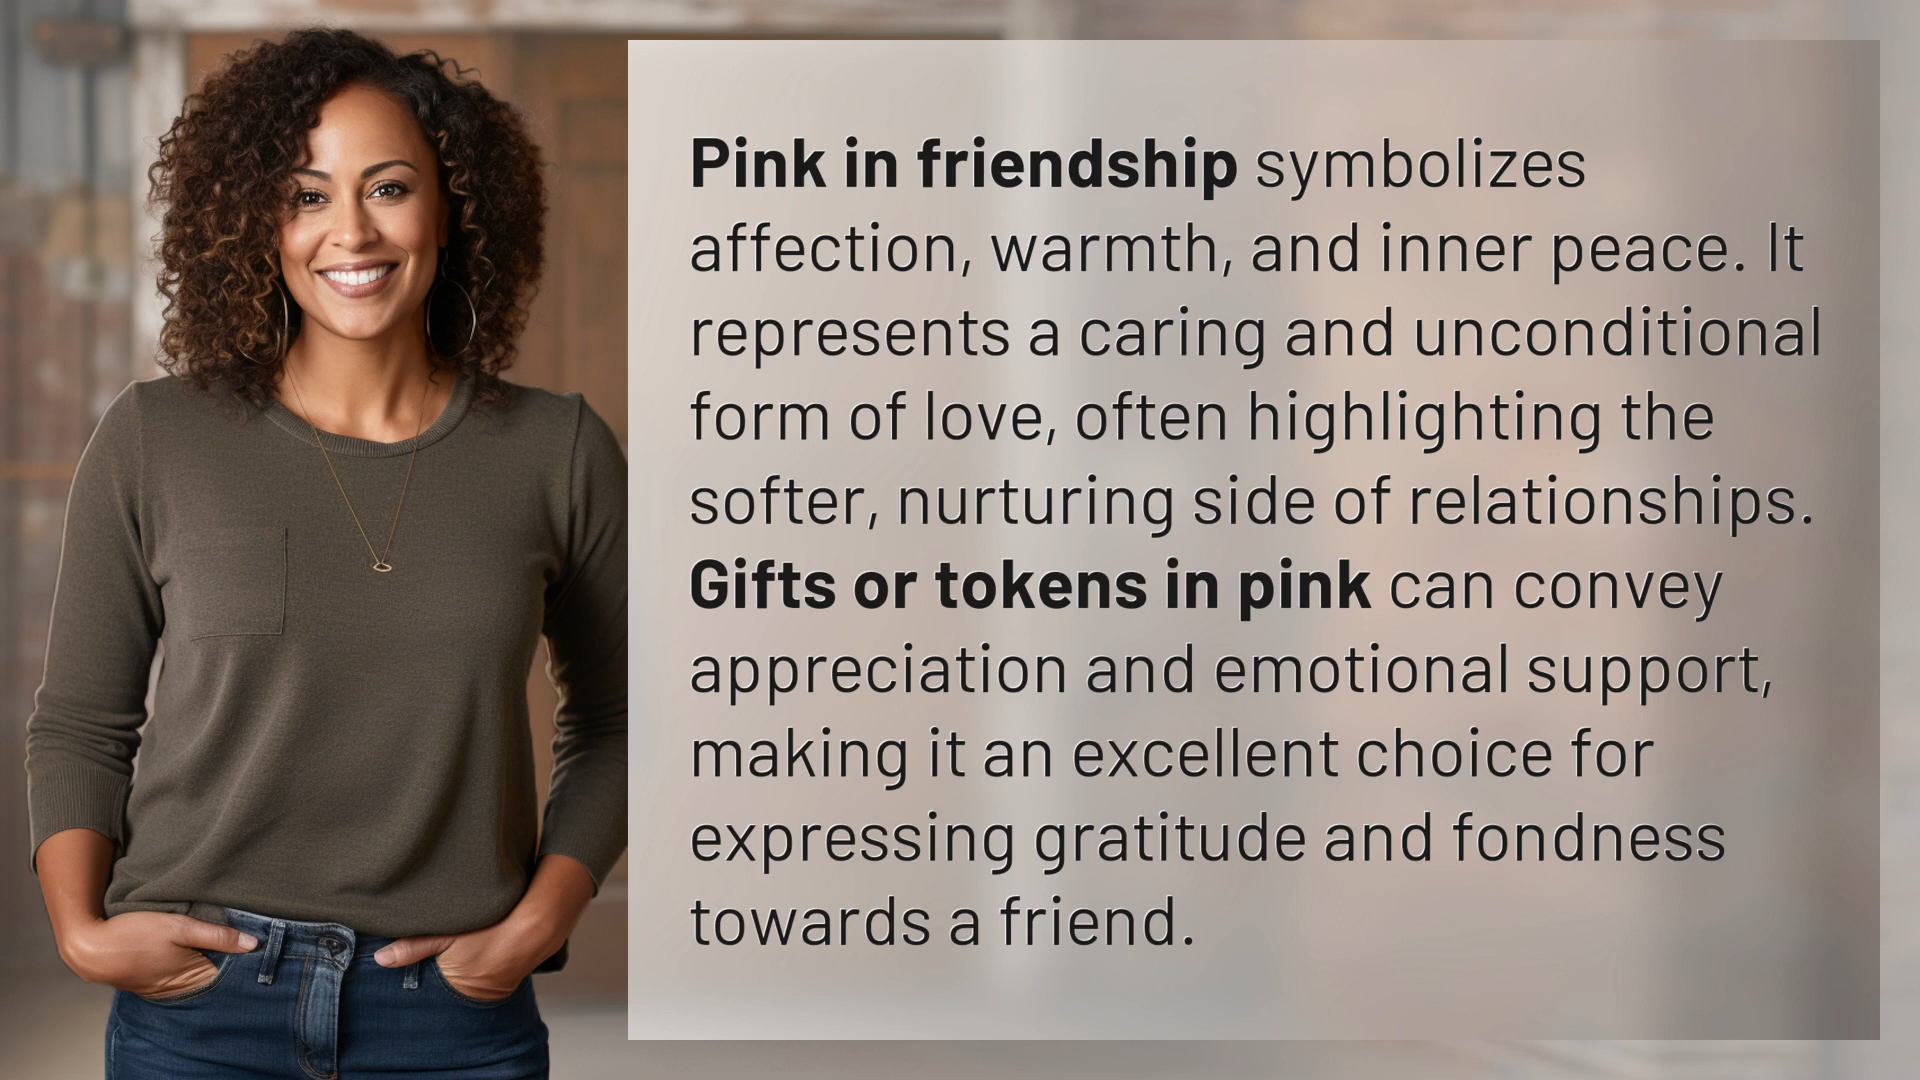 Pink in friendship symbolizes
affection, warmth, and inner peace. It
represents a caring and unconditional
form of love, often highlighting the
softer, nurturing side of relationships.
Gifts or tokens in pink can convey
appreciation and emotional support,
making it an excellent choice for
expressing gratitude and fondness
towards a friend.